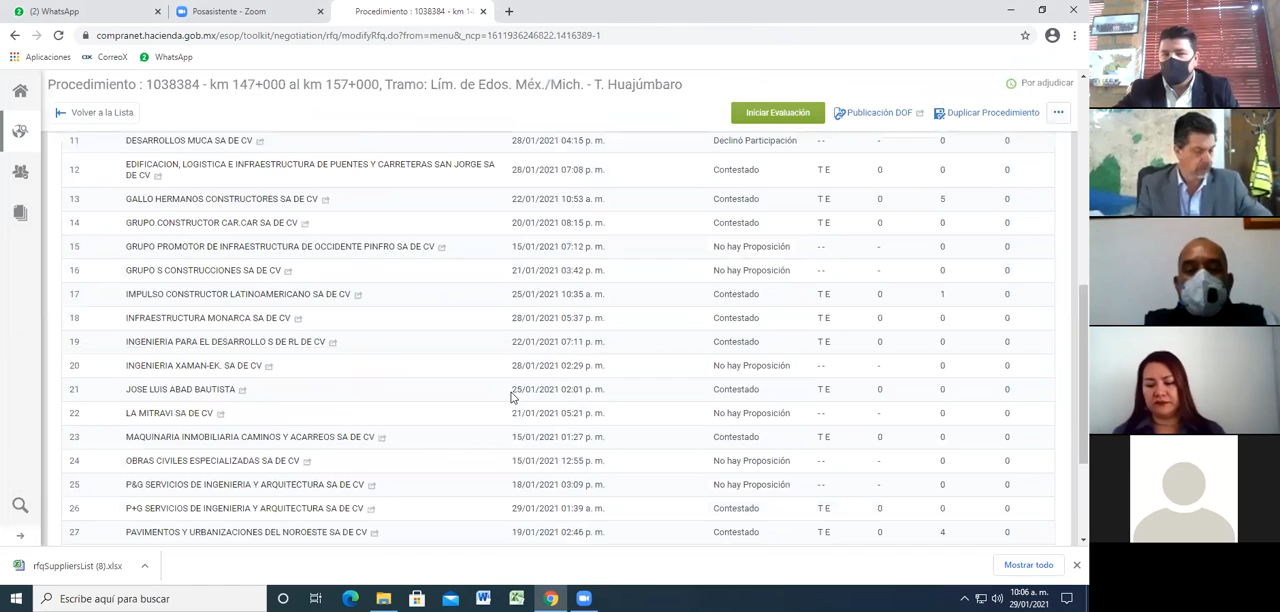 (2) WhatsApp
Posasistente - Zoom
Procedimiento : 1038384 - km 14
compranet.hacienda.gob.mx/esop/toolkit/negotiation/rfq/modifyRf
u&_ncp=1611936246822.1416389-1
Aplicaciones CorreoX WhatsApp
Procedimiento : 1038384 - km 147+000 al km 157+000, Tramo: Lím. de Edos. Méx./Mich. - T. Huajúmbaro
Por adjudicar
Volver a la Lista
Iniciar Evaluación
Publicación DOF
Duplicar Procedimiento
11 DESARROLLOS MUCA SA DE CV 28/01/2021 04:15 p. m. Declinó Participación - - - 0 0
12 EDIFICACION, LOGISTICA E INFRAESTRUCTURA DE PUENTES Y CARRETERAS SAN JORGE SA
DE CV 28/01/2021 07:08 p. m. Contestado T E 0 0 0
13 GALLO HERMANOS CONSTRUCTORES SA DE CV 22/01/2021 10:53 a. m. Contestado T E 0 5 0
14 GRUPO CONSTRUCTOR CAR.CAR SA DE CV 20/01/2021 08:15 p. m. Contestado T E 0 0 0
15 GRUPO PROMOTOR DE INFRAESTRUCTURA DE OCCIDENTE PINFRO SA DE CV 15/01/2021 07:12 p. m. No hay Proposición - - - 0 0
16 GRUPO S CONSTRUCCIONES SA DE CV 21/01/2021 03:42 p. m. No hay Proposición - - - 0 0
17 IMPULSO CONSTRUCTOR LATINOAMERICANO SA DE CV 25/01/2021 10:35 a. m. Contestado T E 0 1 0
18 INFRAESTRUCTURA MONARCA SA DE CV 28/01/2021 05:37 p. m. Contestado T E 0 0 0
19 INGENIERIA PARA EL DESARROLLO S DE RL DE CV 22/01/2021 07:11 p. m. Contestado T E 0 0 0
20 INGENIERIA XAMAN-EK. SA DE CV 28/01/2021 02:29 p. m. No hay Proposición - - - 0 0
21 JOSE LUIS ABAD BAUTISTA 25/01/2021 02:01 p. m. Contestado T E 0 0 0
22 LA MITRAVI SA DE CV 21/01/2021 05:21 p. m. No hay Proposición - - - 0 0
23 MAQUINARIA INMOBILIARIA CAMINOS Y ACARREOS SA DE CV 15/01/2021 01:27 p. m. Contestado T E 0 0 0
24 OBRAS CIVILES ESPECIALIZADAS SA DE CV 15/01/2021 12:55 p. m. No hay Proposición - - - 0 0
25 P&G SERVICIOS DE INGENIERIA Y ARQUITECTURA SA DE CV 18/01/2021 03:09 p. m. No hay Proposición - - - 0 0
26 P+G SERVICIOS DE INGENIERIA Y ARQUITECTURA SA DE CV 29/01/2021 01:39 a. m. Contestado T E 0 0 0
27 PAVIMENTOS Y URBANIZACIONES DEL NOROESTE SA DE CV 19/01/2021 02:46 p. m. Contestado T E 0 4 0
rfqSuppliersList (8).xlsx
Mostrar todo
Escribe aquí para buscar
10:06 a. m.
29/01/2021